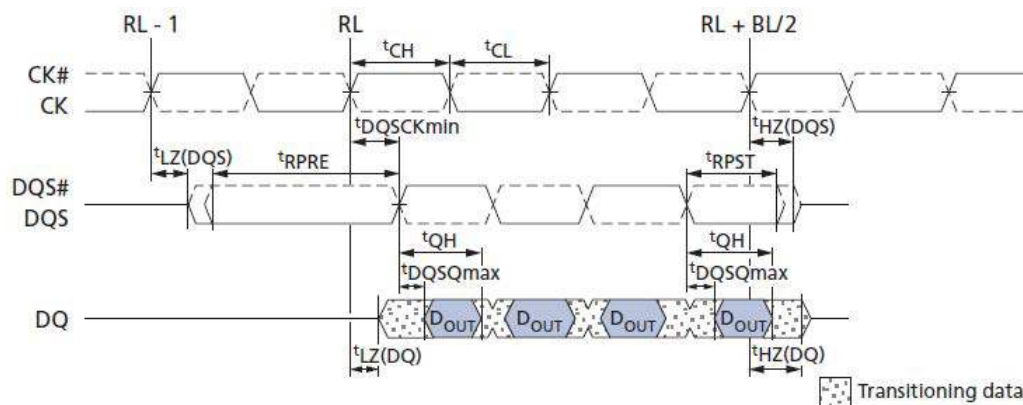 RL - 1 RL RL + BL/2
tCH tCL
CK#
CK
tDQSCKmin tHZ(DQS)
tLZ(DQS) tRPRE tRPST
DQS#
DQS
tQH tQH
tDQSQmax tDQSQmax
DQ DOUT DOUT DOUT DOUT
tLZ(DQ) tHZ(DQ)
Transitioning data